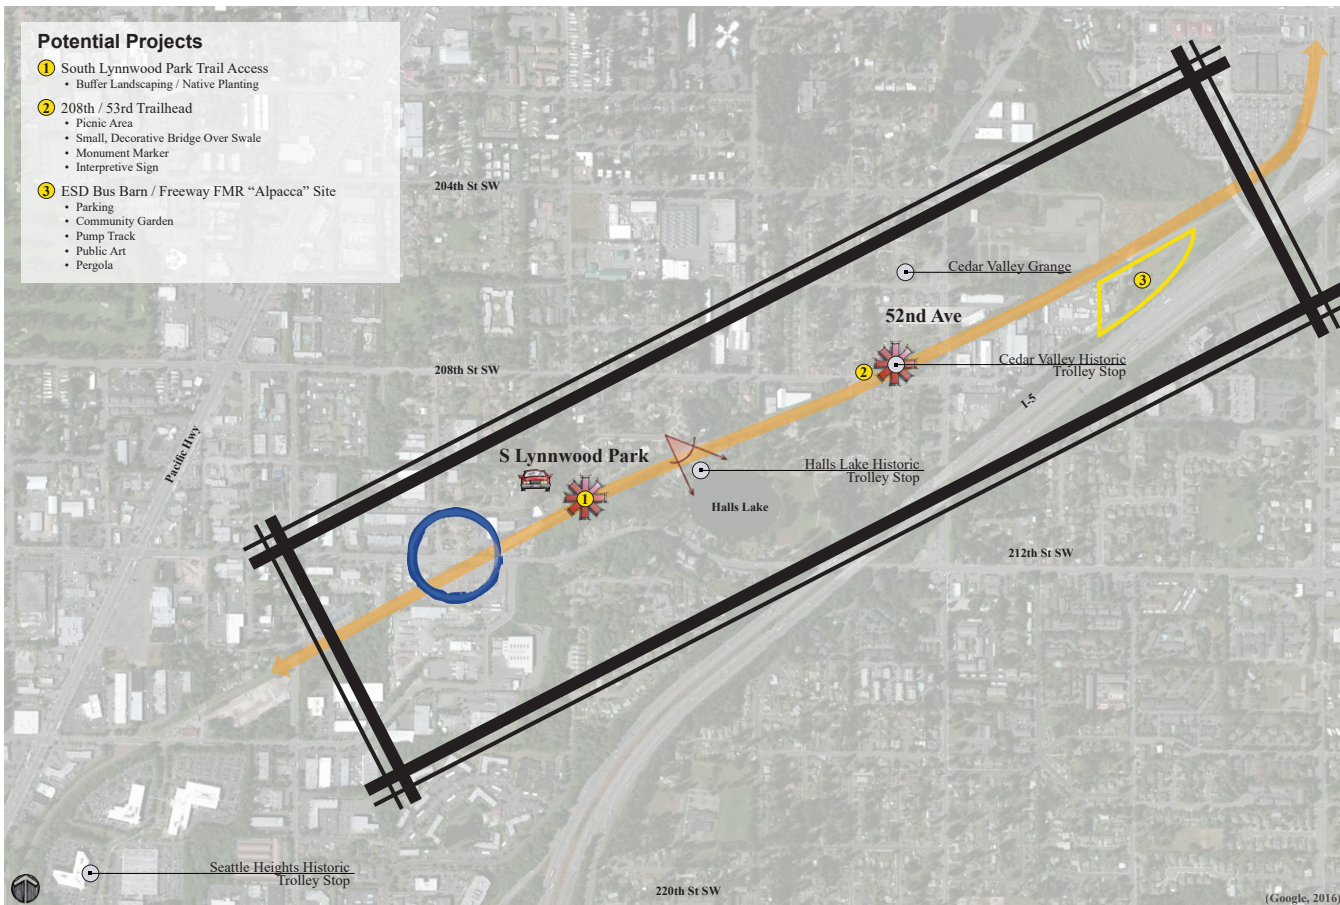 Potential Projects
1 South Lynnwood Park Trail Access
• Buffer Landscaping / Native Planting
2 208th / 53rd Trailhead
• Picnic Area
• Small, Decorative Bridge Over Swale
• Monument Marker
• Interpretive Sign
3 ESD Bus Barn / Freeway FMR “Alpacca” Site
• Parking
• Community Garden
• Pump Track
• Public Art
• Pergola
204th St SW
Cedar Valley Grange
3
52nd Ave
208th St SW
2
Cedar Valley Historic
Trolley Stop
I-5
Pacific Hwy
S Lynnwood Park
1
Halls Lake Historic
Trolley Stop
Halls Lake
212th St SW
Seattle Heights Historic
Trolley Stop
220th St SW
(Google, 2016)